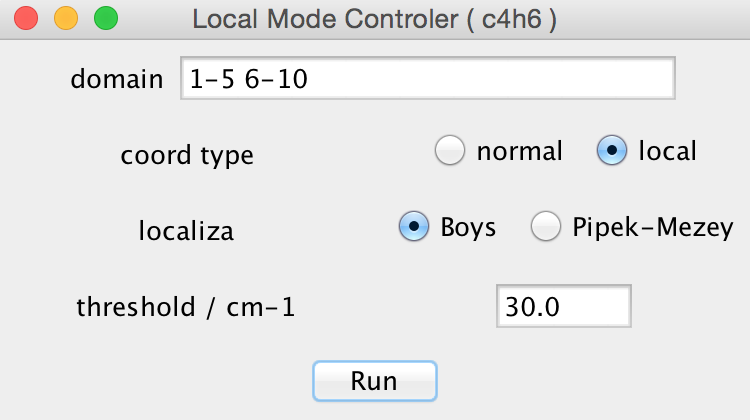 Local Mode Controler ( c4h6 )
domain 1-5 6-10
coord type normal local
localiza Boys Pipek-Mezey
threshold / cm-1 30.0
Run